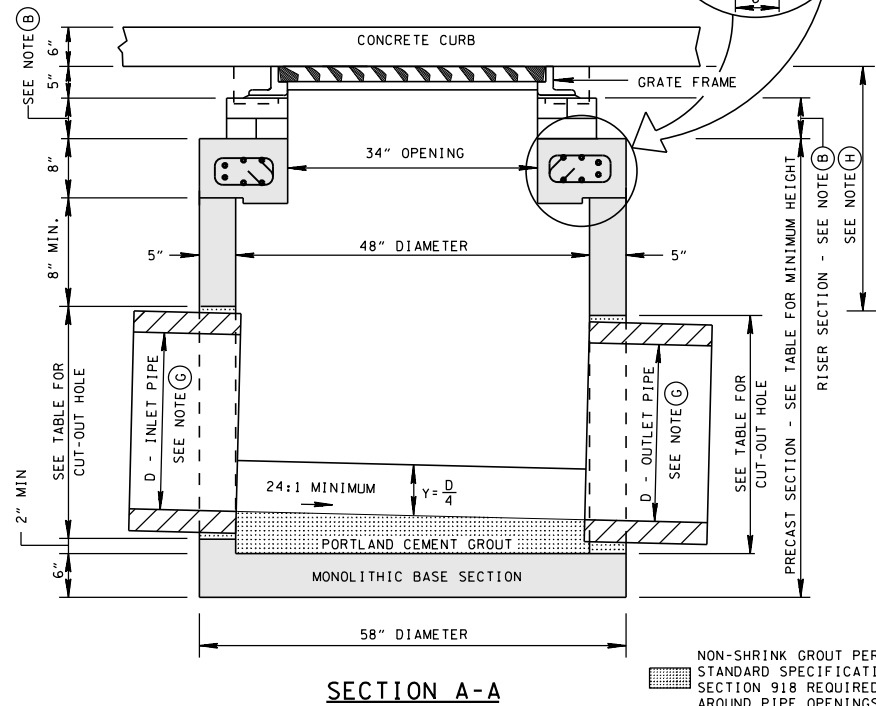 SEE NOTE B
6"
5"
CONCRETE CURB
GRATE FRAME
8"
34" OPENING
8" MIN.
5"
48" DIAMETER
5"
SEE TABLE FOR
CUT-OUT HOLE
D - INLET PIPE
SEE NOTE G
D - OUTLET PIPE
SEE NOTE G
SEE TABLE FOR
CUT-OUT HOLE
PRECAST SECTION - SEE TABLE FOR MINIMUM HEIGHT
RISER SECTION - SEE NOTE B
SEE NOTE H
2" MIN
24:1 MINIMUM
Y= D/4
PORTLAND CEMENT GROUT
6"
MONOLITHIC BASE SECTION
58" DIAMETER
SECTION A-A
NON-SHRINK GROUT PER
STANDARD SPECIFICATI
SECTION 918 REQUIRED
AROUND PIPE OPENINGS